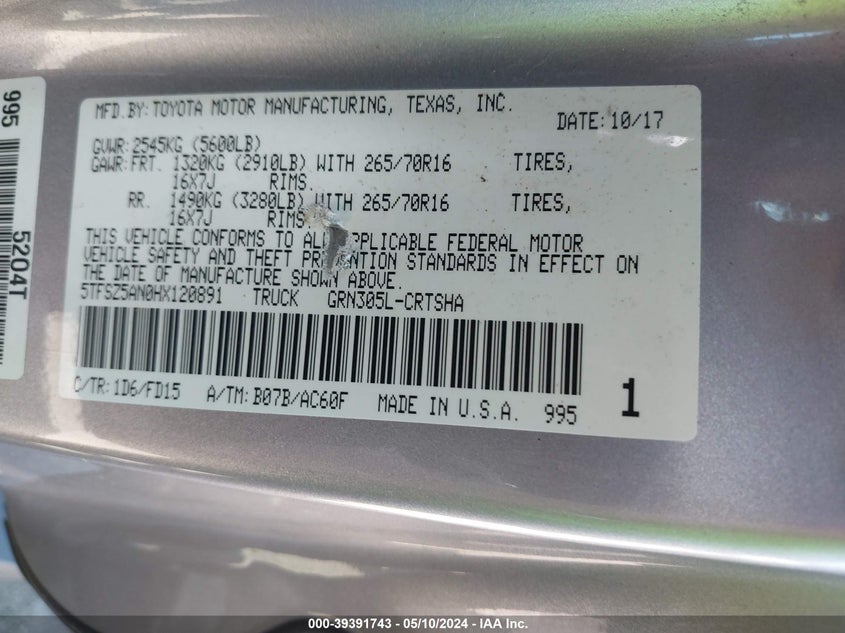 MFD.BY:TOYOTA MOTOR MANUFACTURING, TEXAS, INC.
DATE:10/17
GVWR:2545KG (5600LB)
GAWR:FRT. 1320KG (2910LB) WITH 265/70R16 TIRES,
16X7J RIMS,
RR. 1490KG (3280LB) WITH 265/70R16 TIRES,
16X7J RIMS
THIS VEHICLE CONFORMS TO ALL APPLICABLE FEDERAL MOTOR
VEHICLE SAFETY AND THEFT PREVENTION STANDARDS IN EFFECT ON
THE DATE OF MANUFACTURE SHOWN ABOVE.
5TFSZ5AN0HX120891 TRUCK GRN305L-CRTSHA
C/TR:1D6/FD15 A/TM:B07B/AC60F MADE IN U.S.A. 995
1
995
5204T
000-39391743 — 05/10/2024 — IAA Inc.